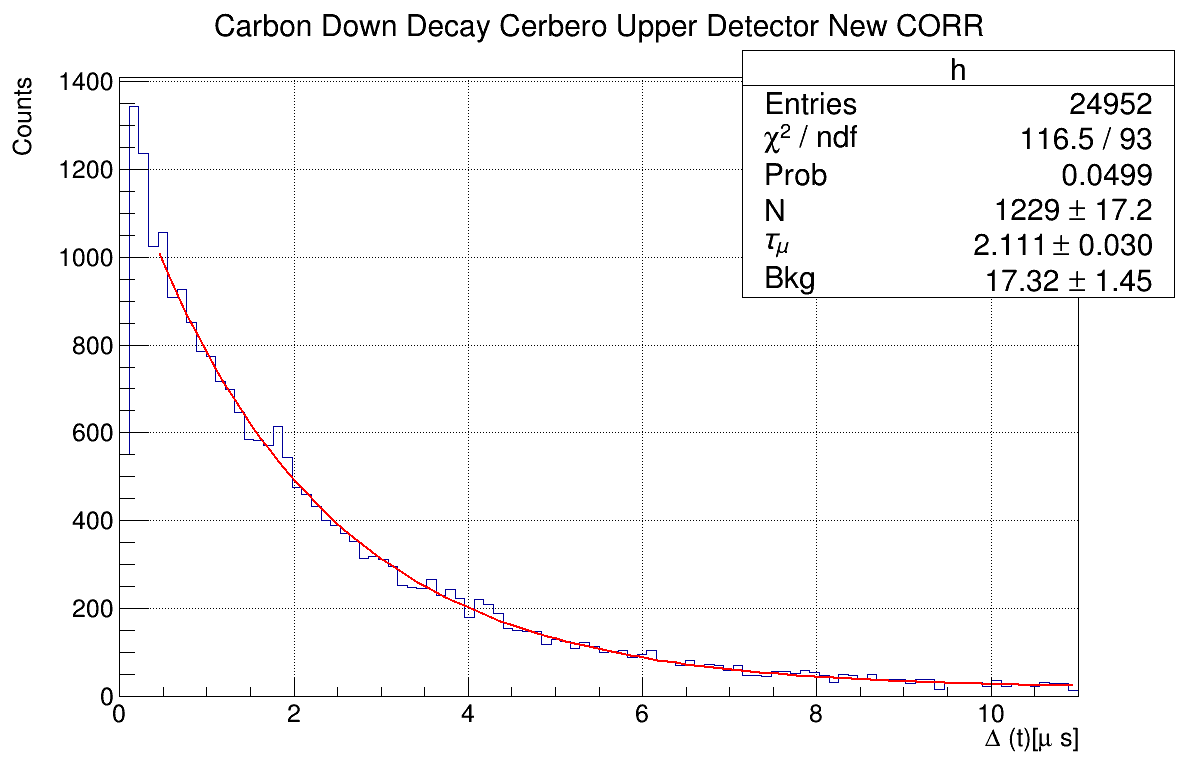 Carbon Down Decay Cerbero Upper Detector New CORR
h
Entries 24952
χ² / ndf 116.5 / 93
Prob 0.0499
N 1229 ± 17.2
τμ 2.111 ± 0.030
Bkg 17.32 ± 1.45
Counts
1400
1200
1000
800
600
400
200
0
0 2 4 6 8 10
Δ (t)[μ s]